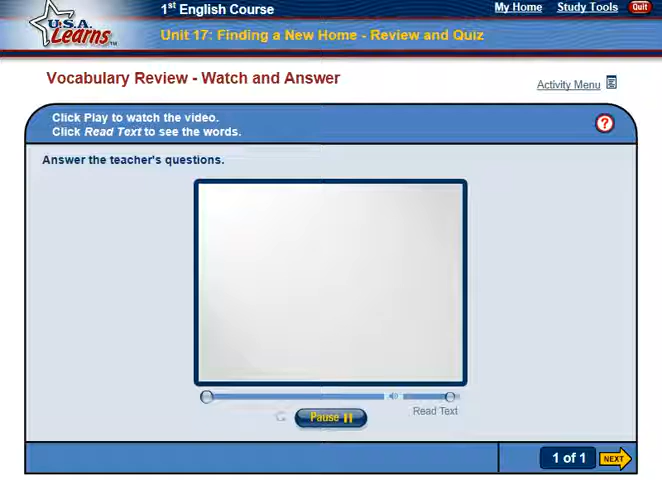 U.S.A.
Learns™
1st English Course
My Home Study Tools Quit
Unit 17: Finding a New Home - Review and Quiz
Vocabulary Review - Watch and Answer
Activity Menu
Click Play to watch the video.
Click Read Text to see the words.
?
Answer the teacher's questions.
Pause
Read Text
1 of 1
NEXT